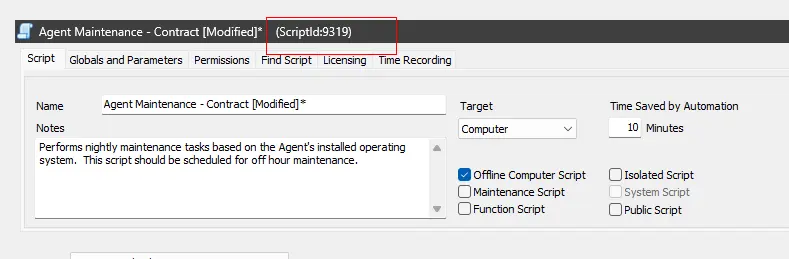 Agent Maintenance - Contract [Modified]* (ScriptId:9319)
Script Globals and Parameters Permissions Find Script Licensing Time Recording
Name Agent Maintenance - Contract [Modified]* Target Time Saved by Automation
Computer 10 Minutes
Notes
Performs nightly maintenance tasks based on the Agent's installed operating
system. This script should be scheduled for off hour maintenance.
Offline Computer Script Isolated Script
Maintenance Script System Script
Function Script Public Script